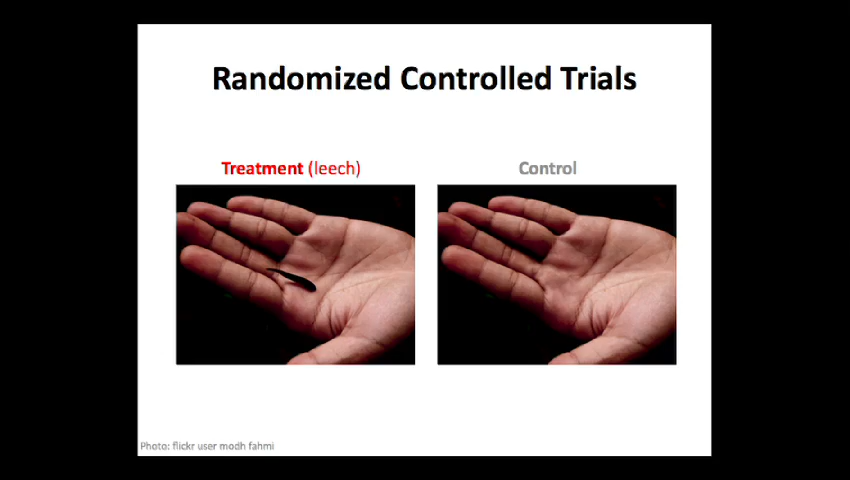 Randomized Controlled Trials
Treatment (leech)
Control
Photo: flickr user modh fahmi